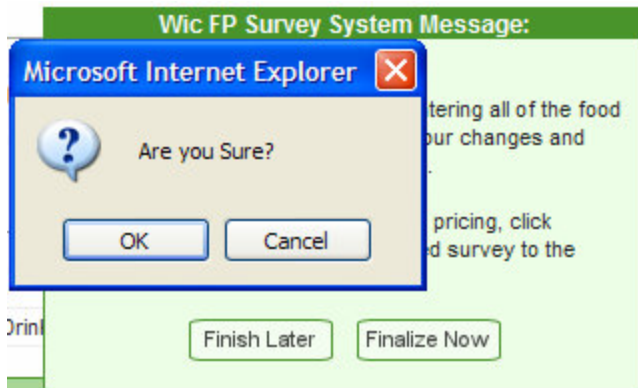 Wic FP Survey System Message:
Microsoft Internet Explorer
Are you Sure?
OK
Cancel
tering all of the food
our changes and
.
pricing, click
ed survey to the
Finish Later
Finalize Now